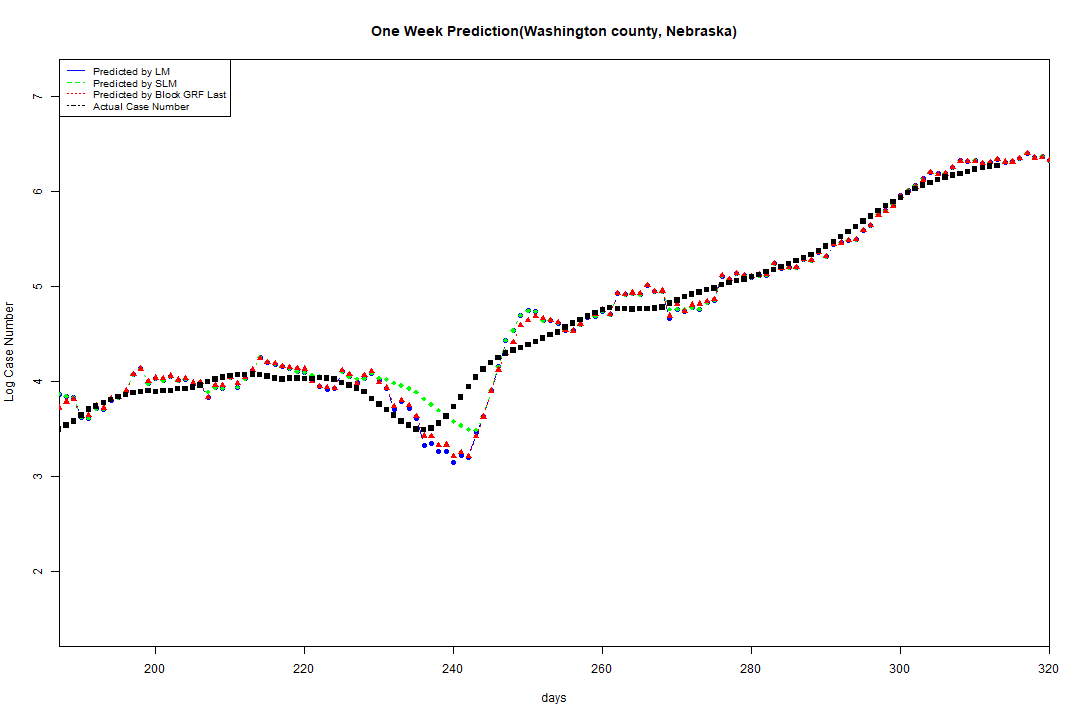 One Week Prediction(Washington county, Nebraska)
Predicted by LM
Predicted by SLM
Predicted by Block GRF Last
Actual Case Number
7
6
5
4
3
2
Log Case Number
200 220 240 260 280 300 320
days